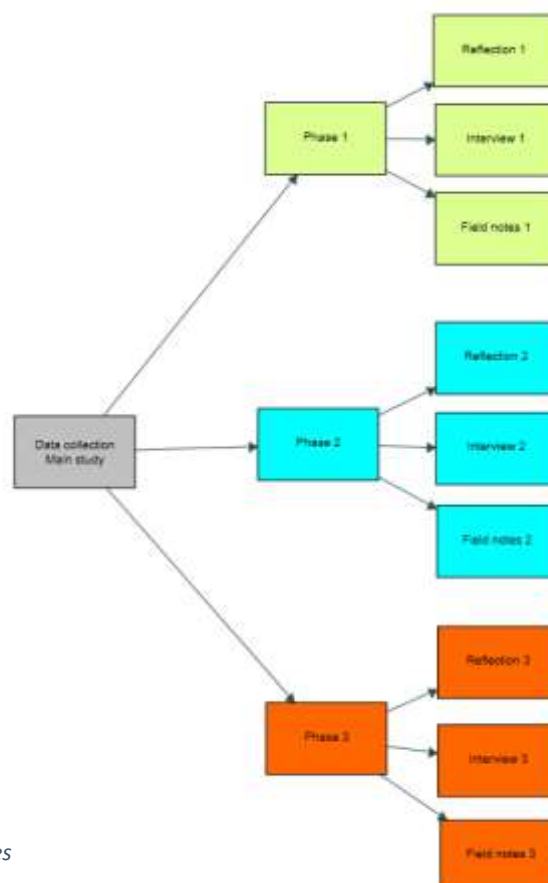 Reflection 1
Phase 1
Interview 1
Field notes 1
Reflection 2
Data collection
Main study
Phase 2
Interview 2
Field notes 2
Reflection 3
Phase 3
Interview 3
Field notes 3
es